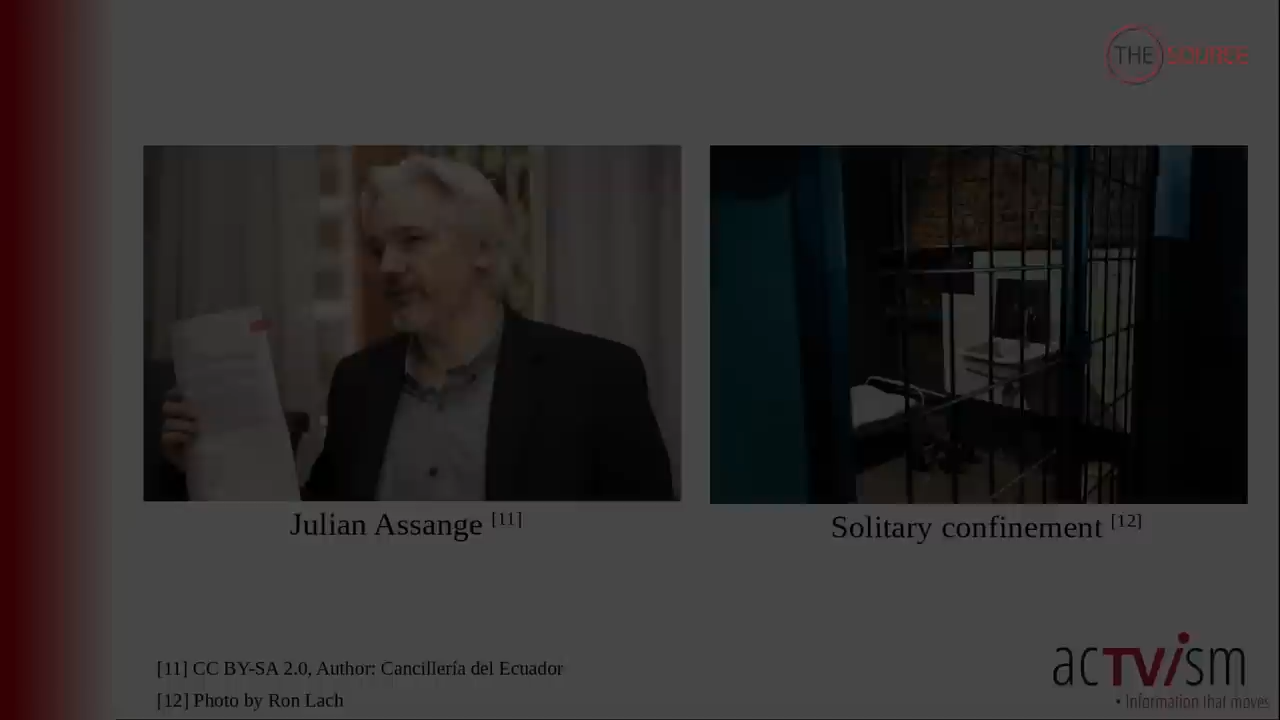 THE SOURCE
Julian Assange [11]
Solitary confinement [12]
[11] CC BY-SA 2.0, Author: Cancillería del Ecuador
[12] Photo by Ron Lach
acTVism
• Information that moves